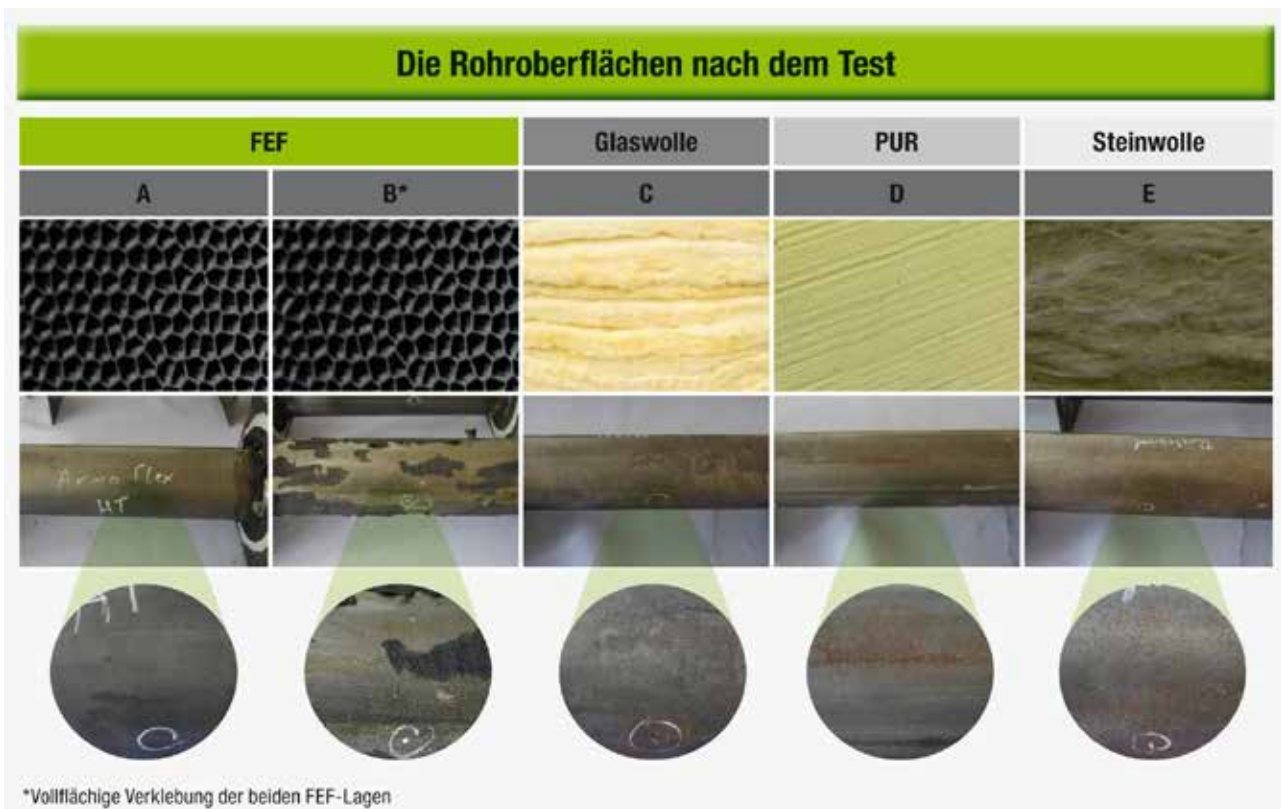 Die Rohroberflächen nach dem Test
FEF Glaswolle PUR Steinwolle
A B* C D E
Armaflex
HT
*Vollflächige Verklebung der beiden FEF-Lagen